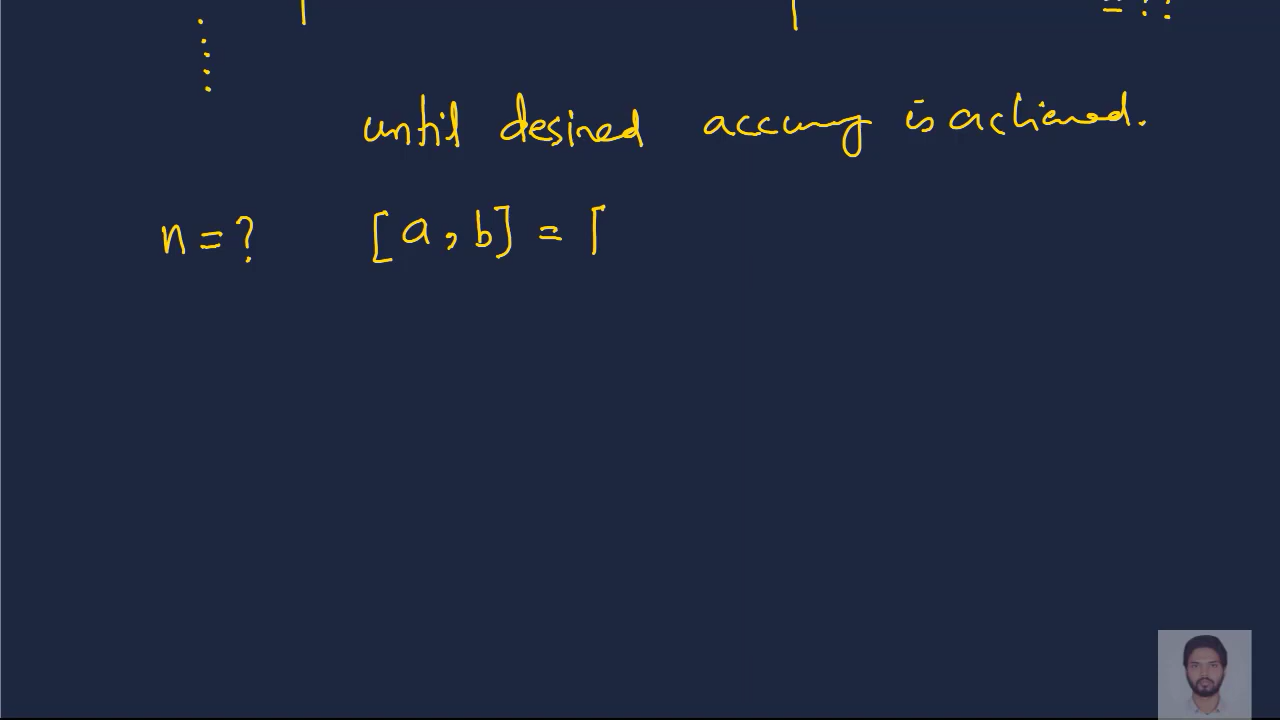 until desired accuracy is achieved.
n = ? [a, b] = [